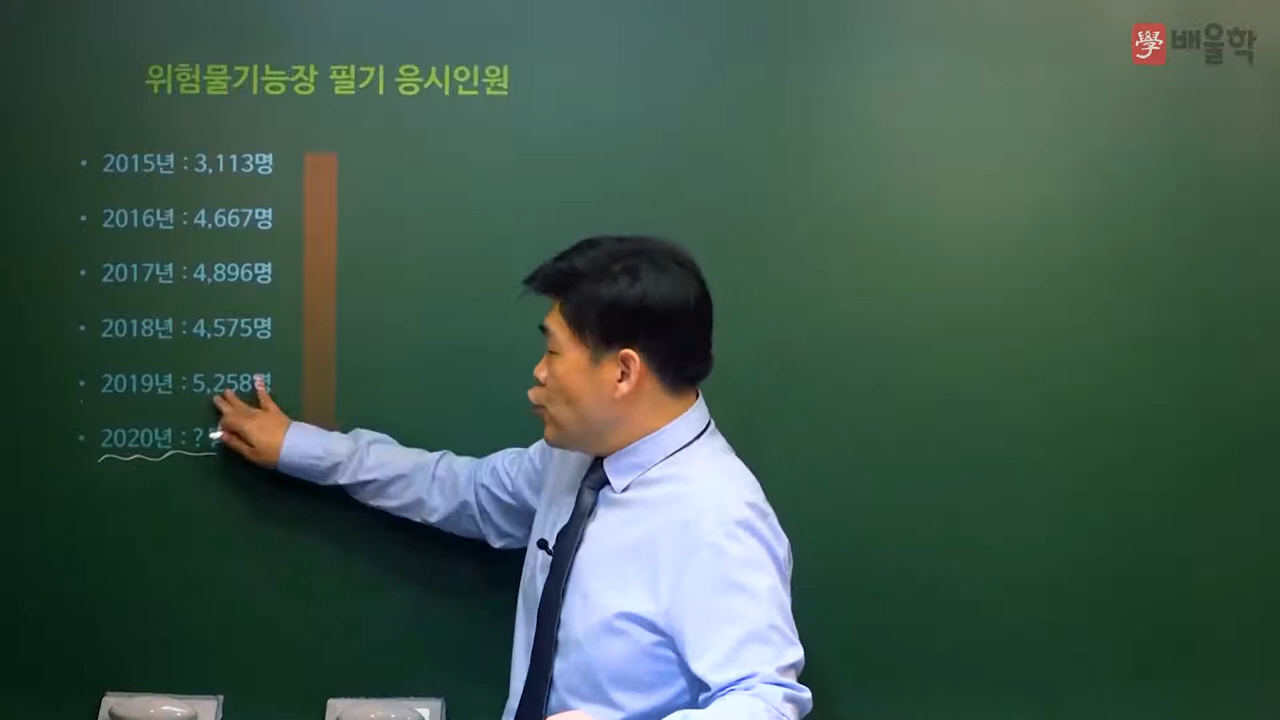 學 배울학
위험물기능장 필기 응시인원
• 2015년 : 3,113명
• 2016년 : 4,667명
• 2017년 : 4,896명
• 2018년 : 4,575명
• 2019년 : 5,258명
• 2020년 : ?